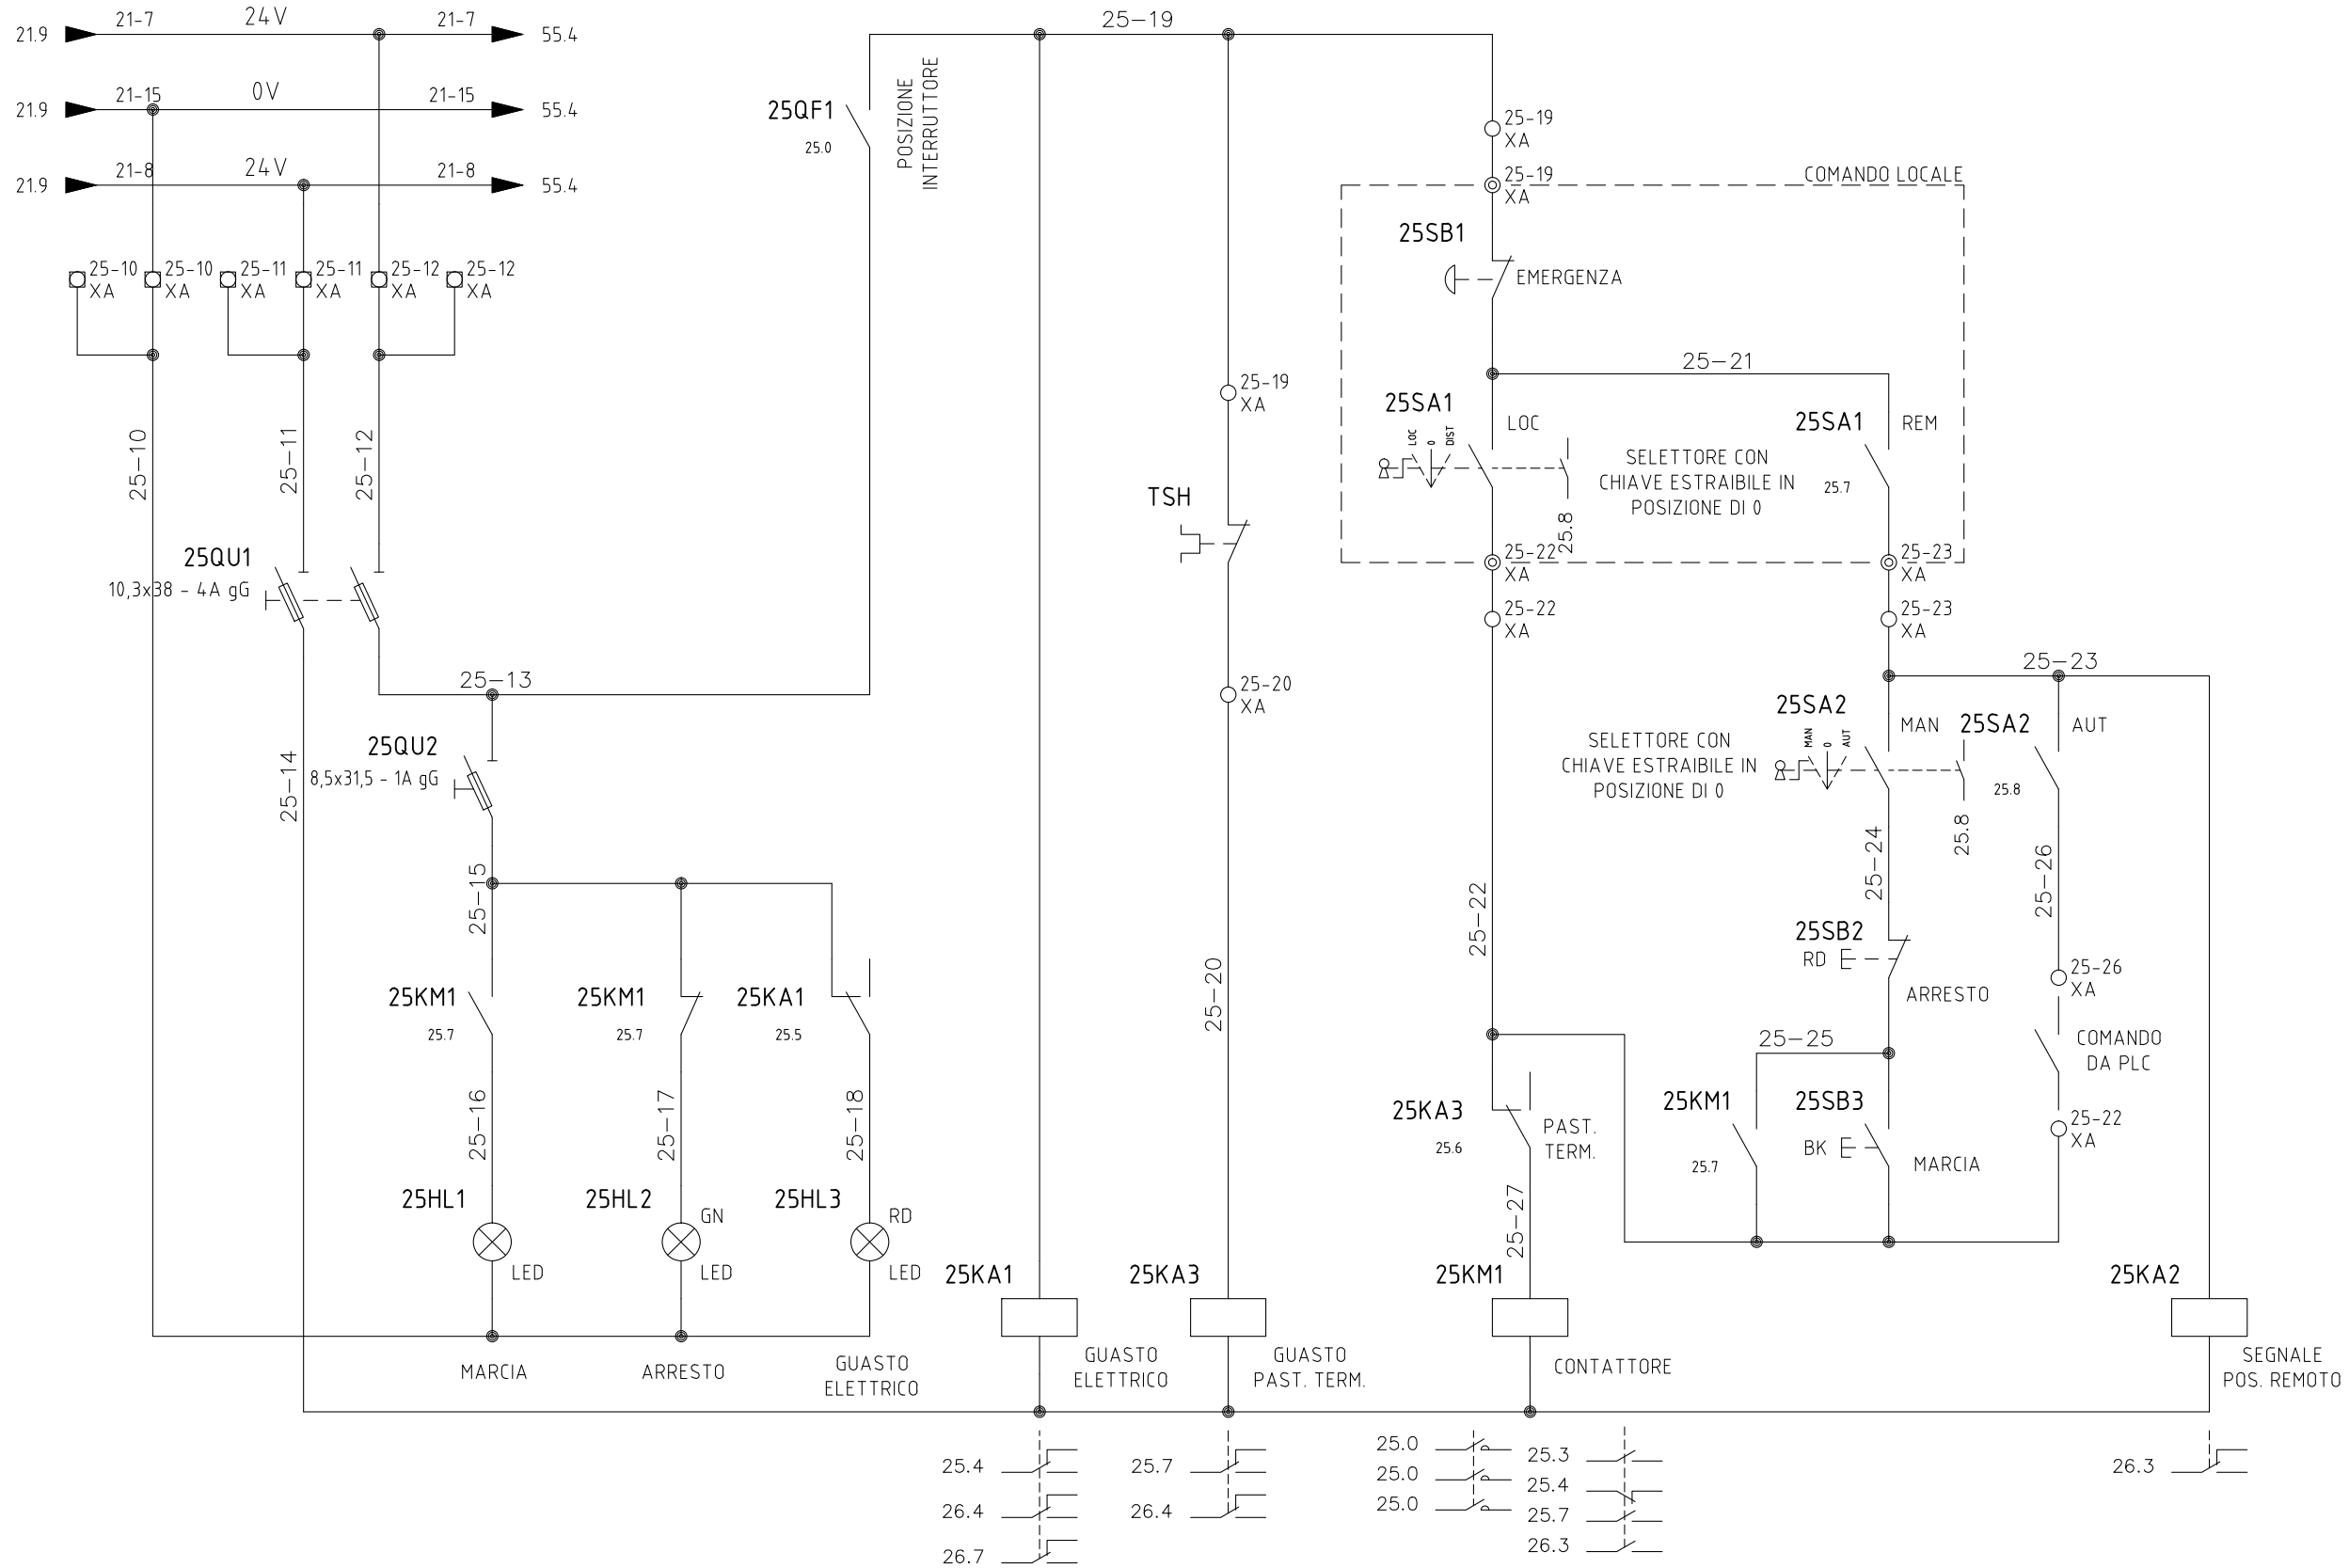 21.9 21-7 24V 21-7 55.4
21.9 21-15 0V 21-15 55.4
21.9 21-8 24V 21-8 55.4
25-10
XA
25-10
XA
25-11
XA
25-11
XA
25-12
XA
25-12
XA
25-10
25-11
25-12
25QU1
10,3x38 - 4A gG
25-13
25-14
25QU2
8,5x31,5 - 1A gG
25-15
25KM1
25.7
25KM1
25.7
25KA1
25.5
25-16
25-17
25-18
25HL1
LED
25HL2
GN
LED
25HL3
RD
LED
MARCIA
ARRESTO
GUASTO
ELETTRICO
25QF1
25.0
POSIZIONE
INTERRUTTORE
25-19
25KA1
GUASTO
ELETTRICO
25-19
XA
TSH
25-20
XA
25-20
25KA3
GUASTO
PAST. TERM.
25-19
XA
25-19
XA
COMANDO LOCALE
25SB1
EMERGENZA
25-21
25SA1
LOC
0
DIST
LOC
25.8
SELETTORE CON
CHIAVE ESTRAIBILE IN
POSIZIONE DI 0
25SA1
REM
25.7
25-22
XA
25-23
XA
25-22
XA
25-23
XA
25-23
25SA2
MAN
0
AUT
MAN
SELETTORE CON
CHIAVE ESTRAIBILE IN
POSIZIONE DI 0
25.8
25SA2
AUT
25.8
25-22
25-24
25-26
25SB2
RD
ARRESTO
25-26
XA
COMANDO
DA PLC
25-22
XA
25-25
25KM1
25.7
25SB3
BK
MARCIA
25KA3
25.6
PAST.
TERM.
25-27
25KM1
CONTATTORE
25KA2
SEGNALE
POS. REMOTO
25.4
26.4
26.7
25.7
26.4
25.0
25.0
25.0
25.3
25.4
25.7
26.3
26.3